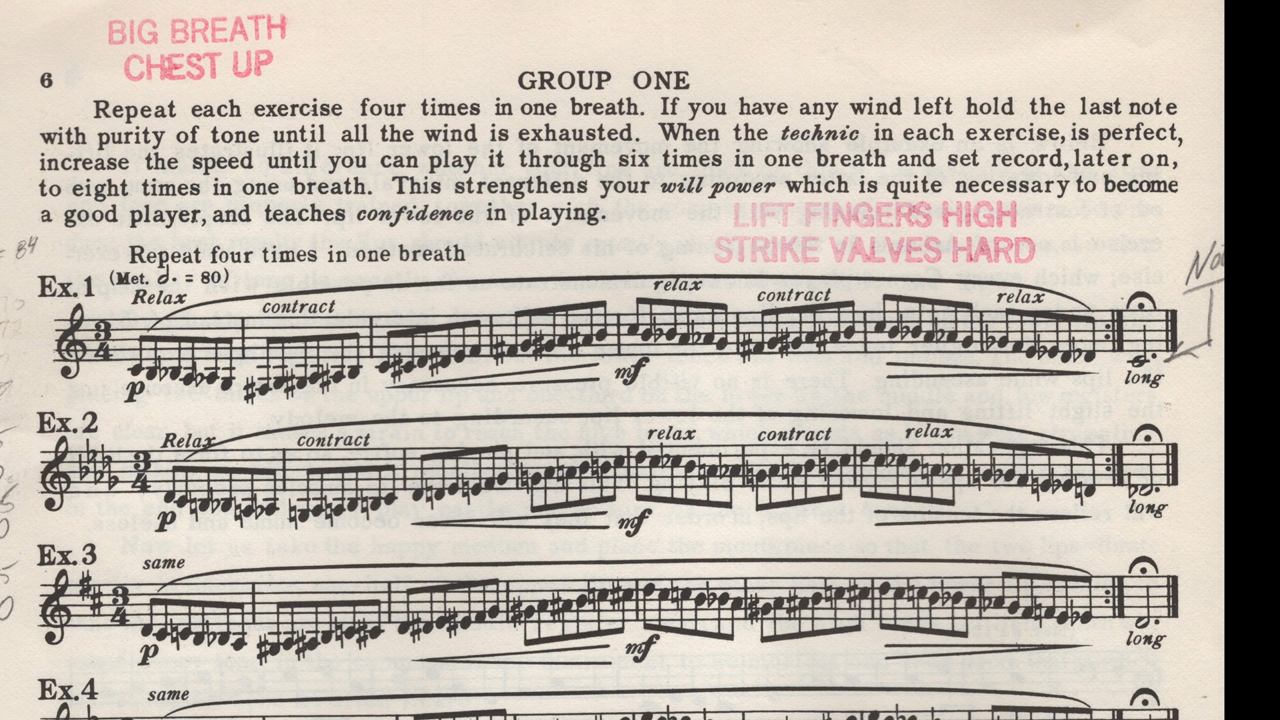 BIG BREATH
CHEST UP
6
GROUP ONE
Repeat each exercise four times in one breath. If you have any wind left hold the last note
with purity of tone until all the wind is exhausted. When the technic in each exercise, is perfect,
increase the speed until you can play it through six times in one breath and set record, later on,
to eight times in one breath. This strengthens your will power which is quite necessary to become
a good player, and teaches confidence in playing.
LIFT FINGERS HIGH
STRIKE VALVES HARD
= 84
Repeat four times in one breath
(Met. 𝅗𝅥. = 80)
Ex.1
Relax contract relax contract relax
3
4
p mf long
Ex.2
Relax contract relax contract relax
3
4
p mf long
Ex.3
same
3
4
p mf long
Ex.4
same